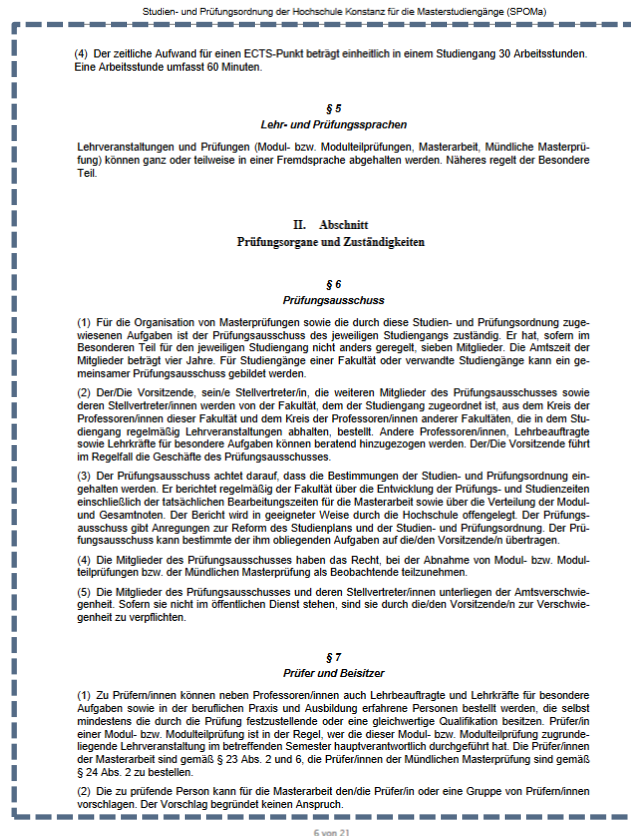 Studien- und Prüfungsordnung der Hochschule Konstanz für die Masterstudiengänge (SPOMa)
(4) Der zeitliche Aufwand für einen ECTS-Punkt beträgt einheitlich in einem Studiengang 30 Arbeitsstunden.
Eine Arbeitsstunde umfasst 60 Minuten.
§ 5
Lehr- und Prüfungssprachen
Lehrveranstaltungen und Prüfungen (Modul- bzw. Modulteilprüfungen, Masterarbeit, Mündliche Masterprü-
fung) können ganz oder teilweise in einer Fremdsprache abgehalten werden. Näheres regelt der Besondere
Teil.
II. Abschnitt
Prüfungsorgane und Zuständigkeiten
§ 6
Prüfungsausschuss
(1) Für die Organisation von Masterprüfungen sowie die durch diese Studien- und Prüfungsordnung zuge-
wiesenen Aufgaben ist der Prüfungsausschuss des jeweiligen Studiengangs zuständig. Er hat, sofern im
Besonderen Teil für den jeweiligen Studiengang nicht anders geregelt, sieben Mitglieder. Die Amtszeit der
Mitglieder beträgt vier Jahre. Für Studiengänge einer Fakultät oder verwandte Studiengänge kann ein ge-
meinsamer Prüfungsausschuss gebildet werden.
(2) Der/Die Vorsitzende, sein/e Stellvertreter/in, die weiteren Mitglieder des Prüfungsausschusses sowie
deren Stellvertreter/innen werden von der Fakultät, dem der Studiengang zugeordnet ist, aus dem Kreis der
Professoren/innen dieser Fakultät und dem Kreis der Professoren/innen anderer Fakultäten, die in dem Stu-
diengang regelmäßig Lehrveranstaltungen abhalten, bestellt. Andere Professoren/innen, Lehrbeauftragte
sowie Lehrkräfte für besondere Aufgaben können beratend hinzugezogen werden. Der/Die Vorsitzende führt
im Regelfall die Geschäfte des Prüfungsausschusses.
(3) Der Prüfungsausschuss achtet darauf, dass die Bestimmungen der Studien- und Prüfungsordnung ein-
gehalten werden. Er berichtet regelmäßig der Fakultät über die Entwicklung der Prüfungs- und Studienzeiten
einschließlich der tatsächlichen Bearbeitungszeiten für die Masterarbeit sowie über die Verteilung der Modul-
und Gesamtnoten. Der Bericht wird in geeigneter Weise durch die Hochschule offengelegt. Der Prüfungs-
ausschuss gibt Anregungen zur Reform des Studienplans und der Studien- und Prüfungsordnung. Der Prü-
fungsausschuss kann bestimmte der ihm obliegenden Aufgaben auf die/den Vorsitzende/n übertragen.
(4) Die Mitglieder des Prüfungsausschusses haben das Recht, bei der Abnahme von Modul- bzw. Modul-
teilprüfungen bzw. der Mündlichen Masterprüfung als Beobachtende teilzunehmen.
(5) Die Mitglieder des Prüfungsausschusses und deren Stellvertreter/innen unterliegen der Amtsverschwie-
genheit. Sofern sie nicht im öffentlichen Dienst stehen, sind sie durch die/den Vorsitzende/n zur Verschwie-
genheit zu verpflichten.
§ 7
Prüfer und Beisitzer
(1) Zu Prüfern/innen können neben Professoren/innen auch Lehrbeauftragte und Lehrkräfte für besondere
Aufgaben sowie in der beruflichen Praxis und Ausbildung erfahrene Personen bestellt werden, die selbst
mindestens die durch die Prüfung festzustellende oder eine gleichwertige Qualifikation besitzen. Prüfer/in
einer Modul- bzw. Modulteilprüfung ist in der Regel, wer die dieser Modul- bzw. Modulteilprüfung zugrunde-
liegende Lehrveranstaltung im betreffenden Semester hauptverantwortlich durchgeführt hat. Die Prüfer/innen
der Masterarbeit sind gemäß § 23 Abs. 2 und 6, die Prüfer/innen der Mündlichen Masterprüfung sind gemäß
§ 24 Abs. 2 zu bestellen.
(2) Die zu prüfende Person kann für die Masterarbeit den/die Prüfer/in oder eine Gruppe von Prüfern/innen
vorschlagen. Der Vorschlag begründet keinen Anspruch.
6 von 21